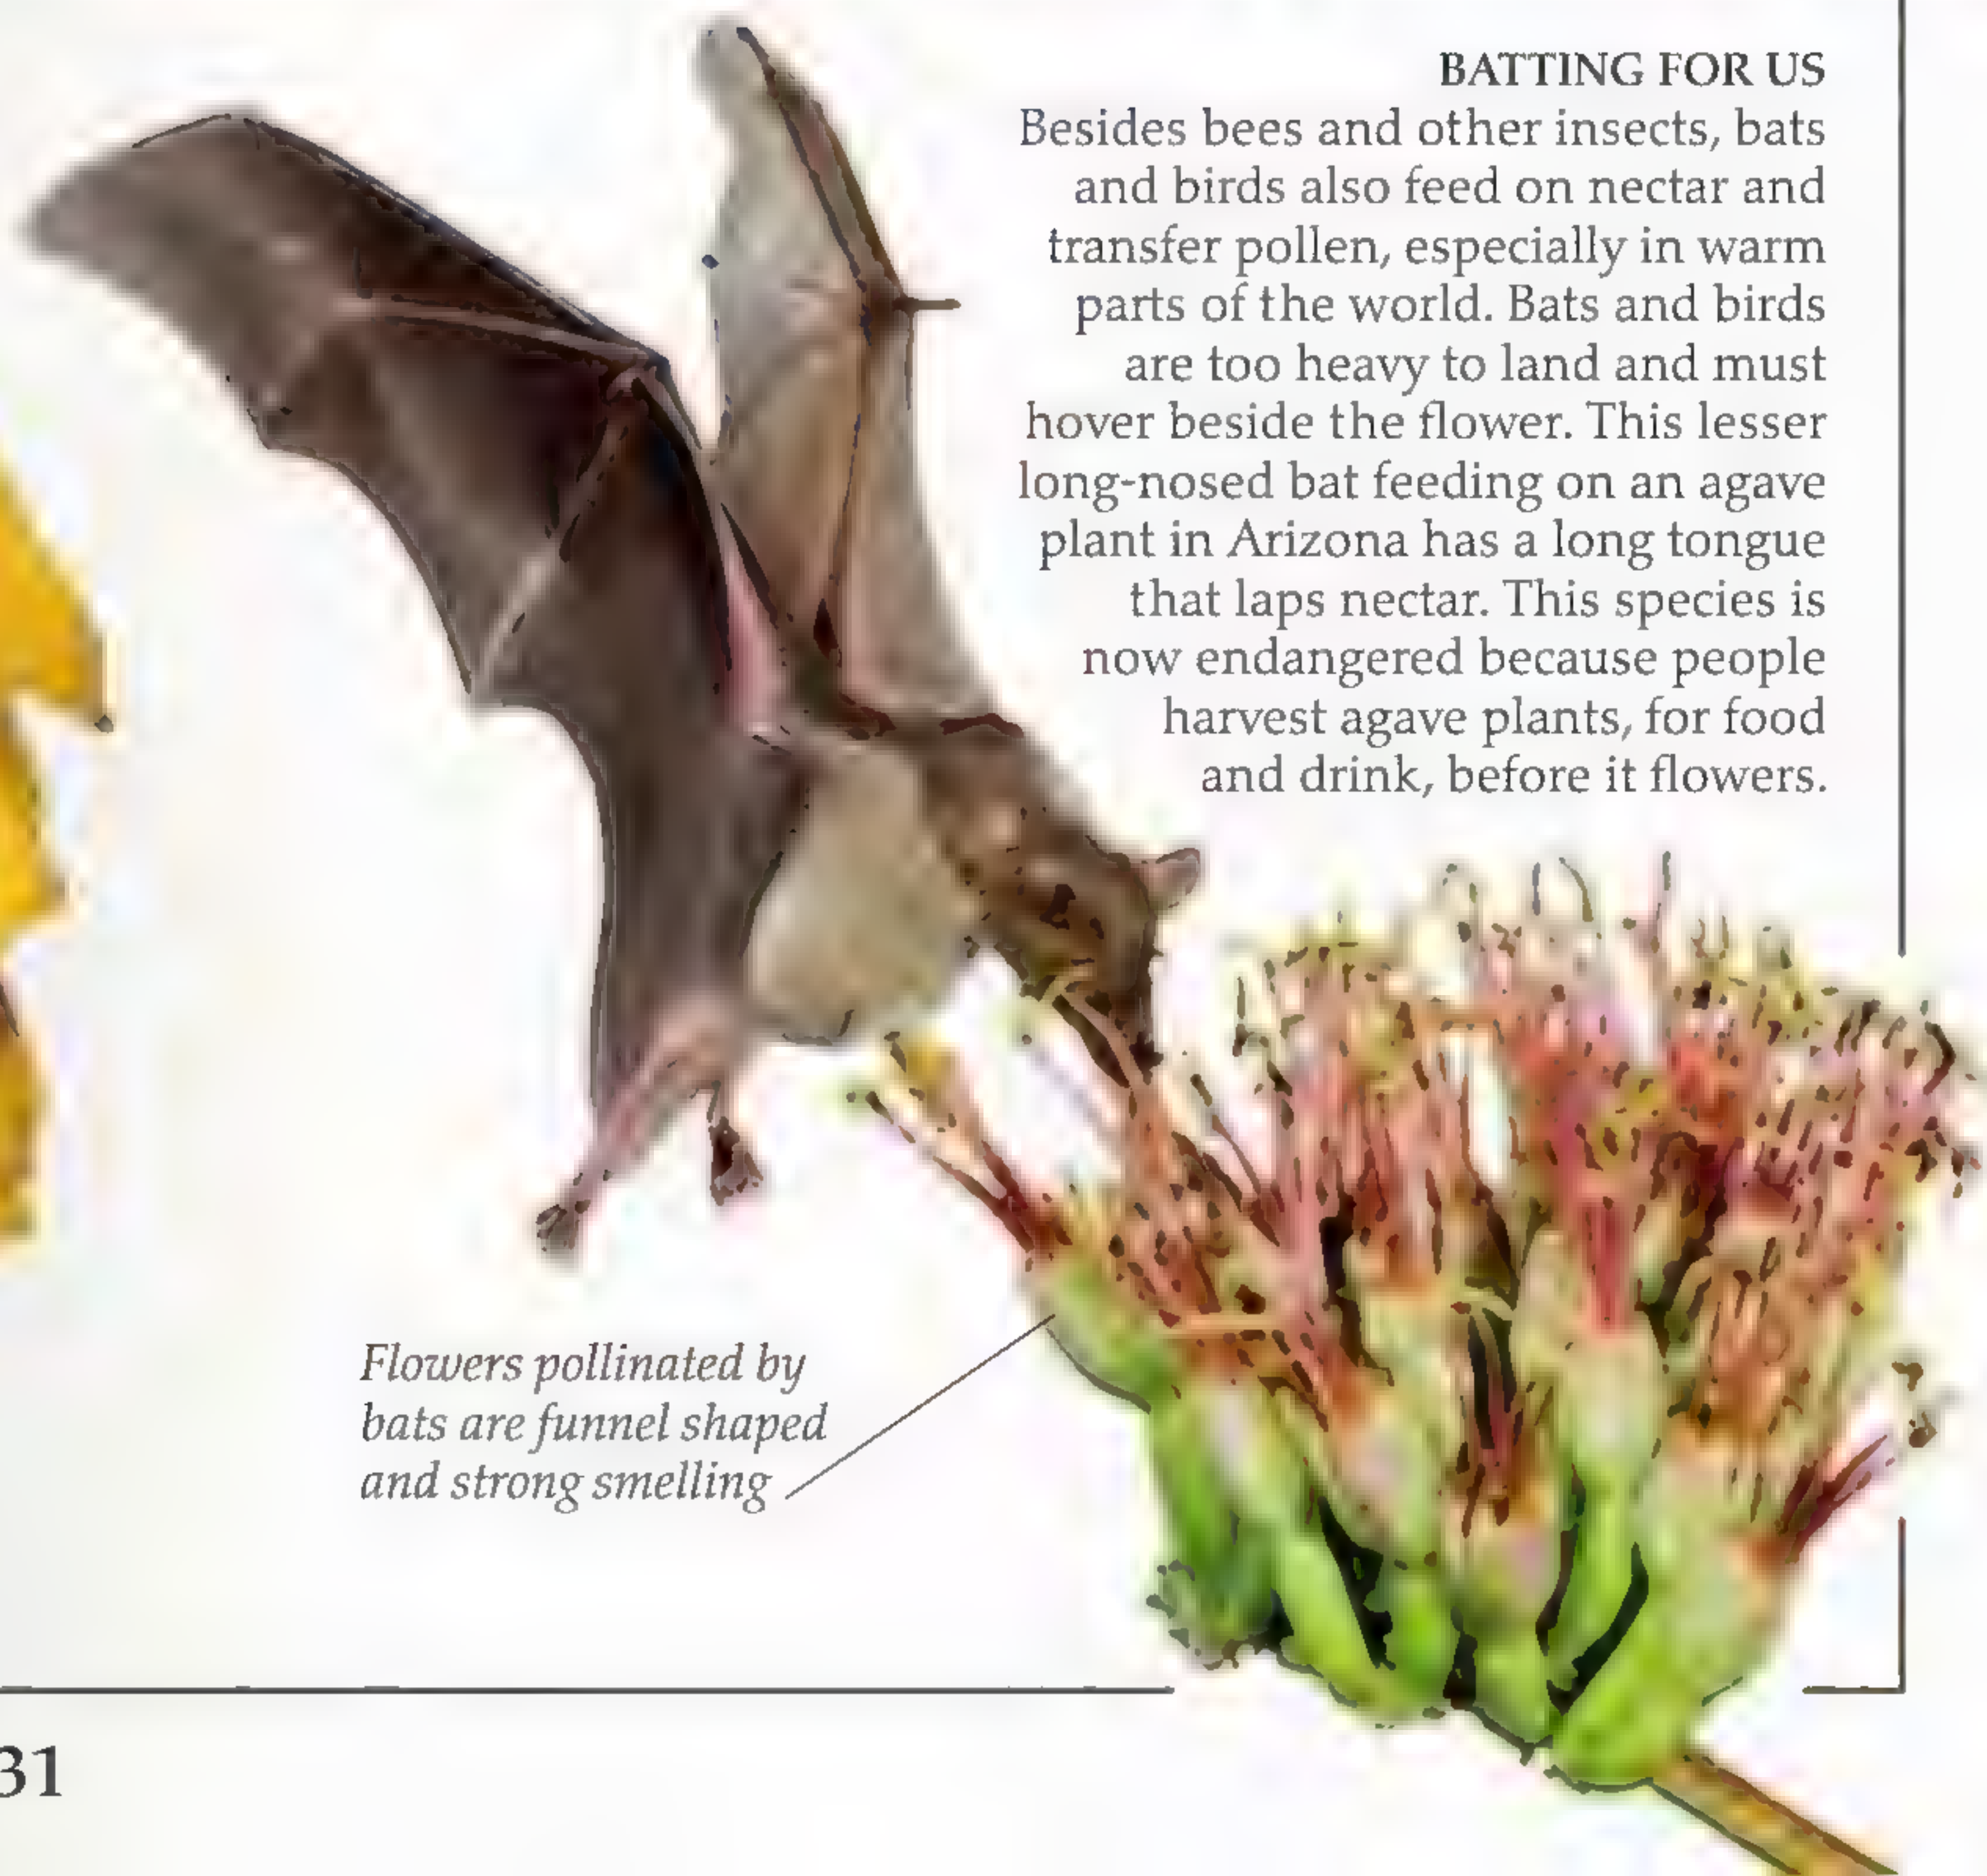 BATTING FOR US
Besides bees and other insects, bats
and birds also feed on nectar and
transfer pollen, especially in warm
parts of the world. Bats and birds
are too heavy to land and must
hover beside the flower. This lesser
long-nosed bat feeding on an agave
plant in Arizona has a long tongue
that laps nectar. This species is
now endangered because people
harvest agave plants, for food
and drink, before it flowers.
Flowers pollinated by
bats are funnel shaped
and strong smelling
31